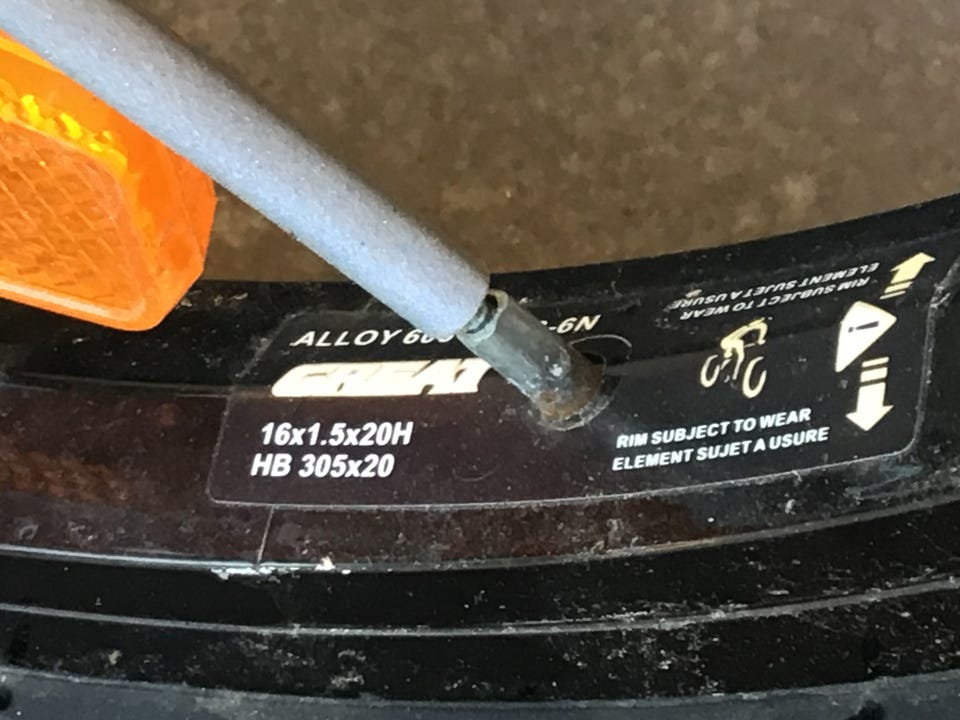 ALLOY
GREAT
16x1.5x20H
HB 305x20
RIM SUBJECT TO WEAR
ELEMENT SUJET A USURE
RIM SUBJECT TO WEAR
ELEMENT SUJET A USURE